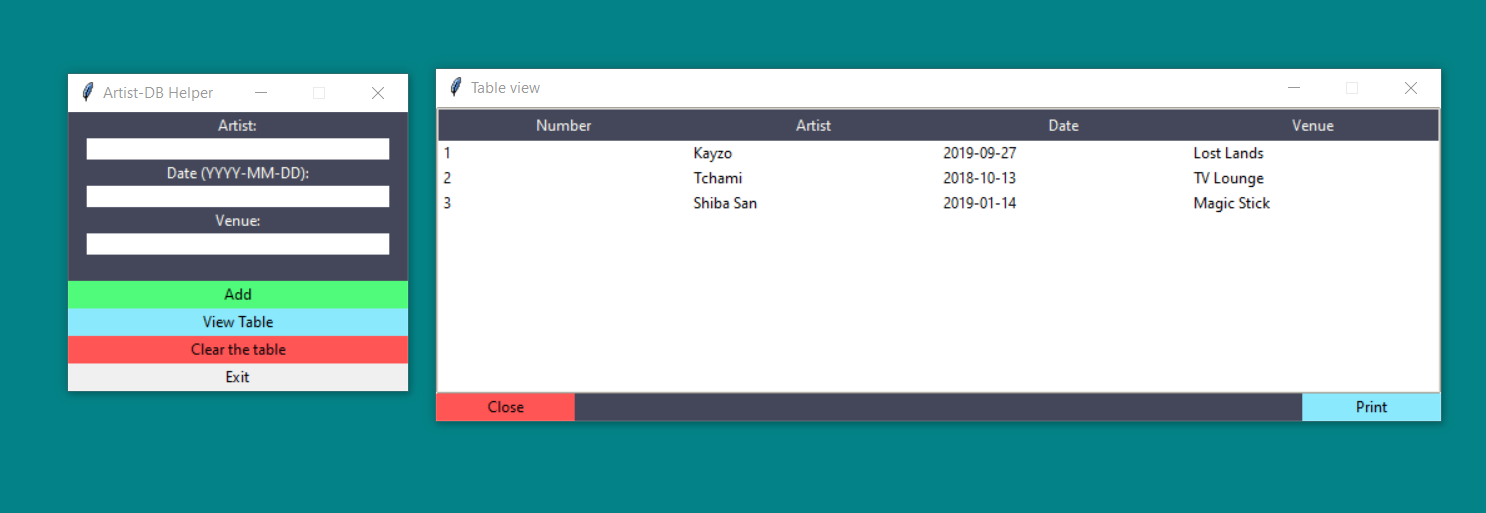 Artist-DB Helper
Artist:
Date (YYYY-MM-DD):
Venue:
Add
View Table
Clear the table
Exit
Table view
Number Artist Date Venue
1 Kayzo 2019-09-27 Lost Lands
2 Tchami 2018-10-13 TV Lounge
3 Shiba San 2019-01-14 Magic Stick
Close Print